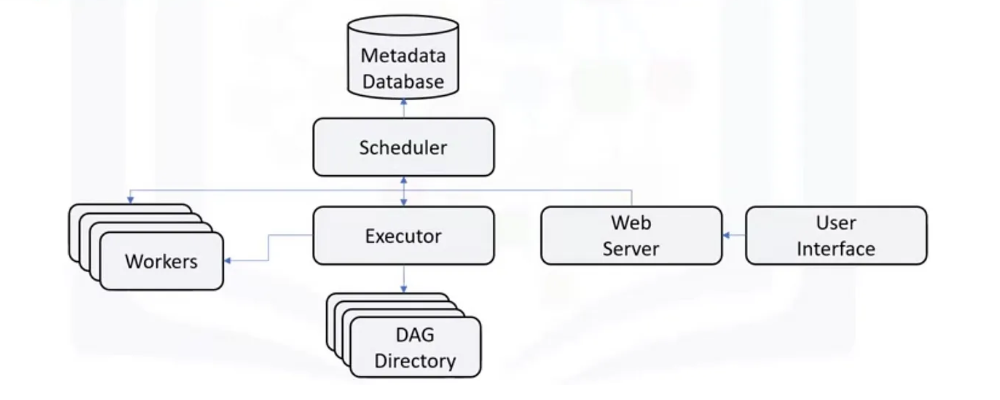 Metadata
Database
Scheduler
Executor
Web
Server
User
Interface
Workers
DAG
Directory